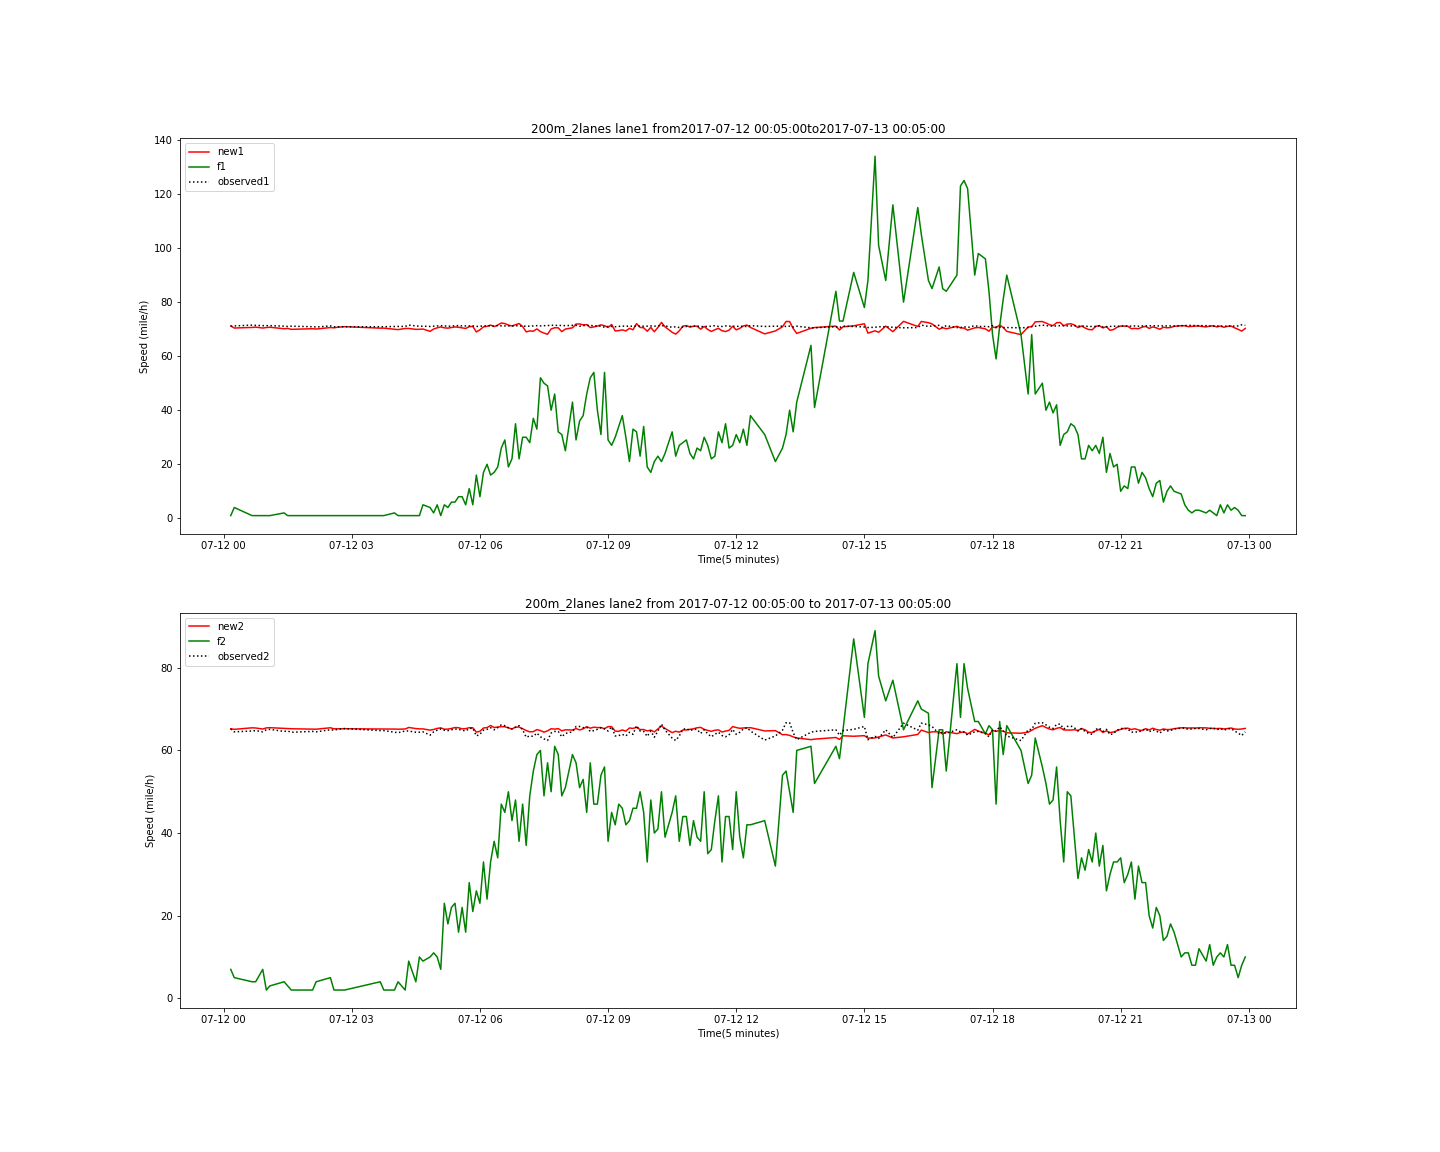 200m_2lanes lane1 from2017-07-12 00:05:00to2017-07-13 00:05:00
new1
f1
observed1
140
120
100
80
60
40
20
0
Speed (mile/h)
07-12 00 07-12 03 07-12 06 07-12 09 07-12 12 07-12 15 07-12 18 07-12 21 07-13 00
Time(5 minutes)
200m_2lanes lane2 from 2017-07-12 00:05:00 to 2017-07-13 00:05:00
new2
f2
observed2
80
60
40
20
0
Speed (mile/h)
07-12 00 07-12 03 07-12 06 07-12 09 07-12 12 07-12 15 07-12 18 07-12 21 07-13 00
Time(5 minutes)